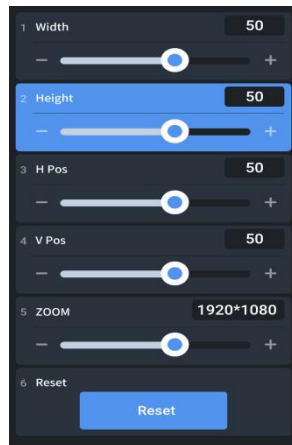 1 Width 50
− +
2 Height 50
− +
3 H Pos 50
− +
4 V Pos 50
− +
5 ZOOM 1920*1080
− +
6 Reset
Reset